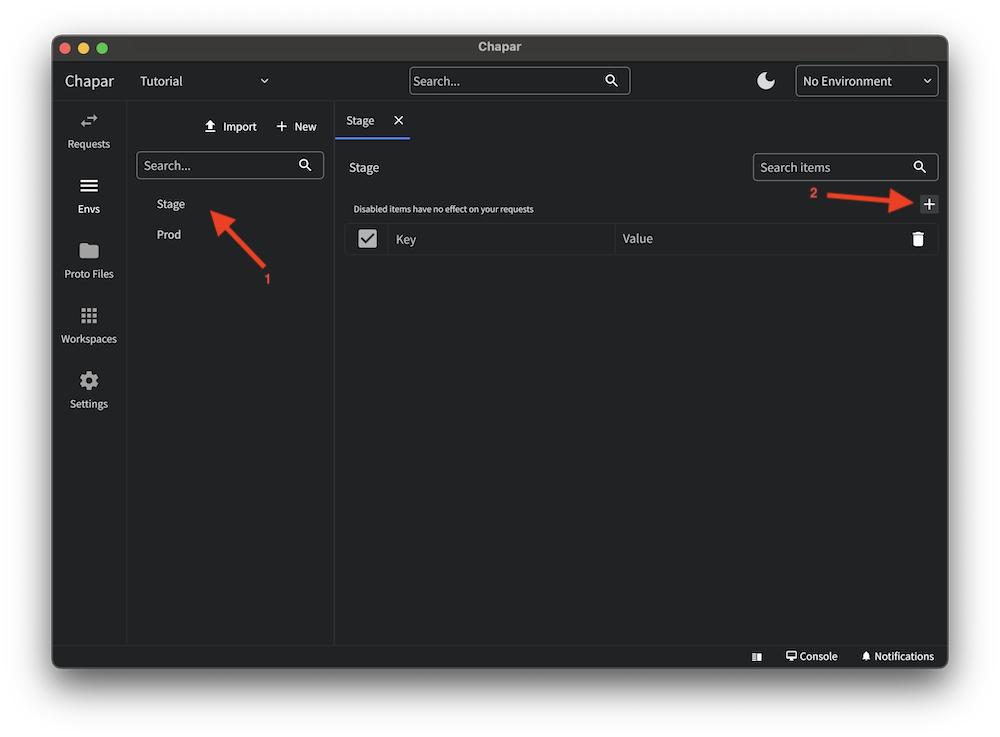 Chapar
Chapar
Tutorial
Search...
No Environment
Requests
Envs
Proto Files
Workspaces
Settings
Import
New
Search...
Stage
Prod
1
Stage
Stage
Search items
2
Disabled items have no effect on your requests
Key
Value
Console
Notifications